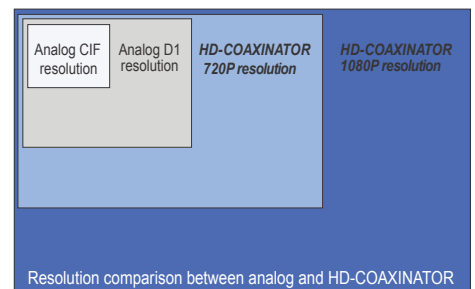 Analog CIF
resolution
Analog D1
resolution
HD-COAXINATOR
720P resolution
HD-COAXINATOR
1080P resolution
Resolution comparison between analog and HD-COAXINATOR